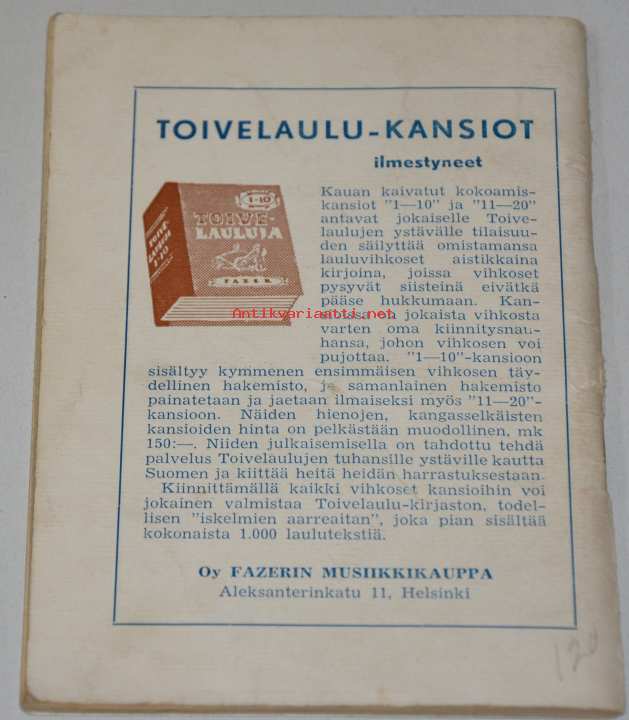 TOIVELAULU-KANSIOT
ilmestyneet
1-10
TOIVE-
LAULUJA
FAZER
TOIVE-
LAULUJA
1-10
Kauan kaivatut kokoamis-
kansiot "1—10" ja "11—20"
antavat jokaiselle Toive-
laulujen ystävälle tilaisuu-
den säilyttää omistamansa
lauluvihkoset aistikkaina
kirjoina, joissa vihkoset
pysyvät siisteinä eivätkä
pääse hukkumaan. Kan-
jokaista vihkosta
varten oma kiinnitysnau-
hansa, johon vihkosen voi
pujottaa. "1—10"-kansioon
sisältyy kymmenen ensimmäisen vihkosen täy-
dellinen hakemisto, ja samanlainen hakemisto
painatetaan ja jaetaan ilmaiseksi myös "11—20"-
kansioon. Näiden hienojen, kangasselkäisten
kansioiden hinta on pelkästään muodollinen, mk
150:—. Niiden julkaisemisella on tahdottu tehdä
palvelus Toivelaulujen tuhansille ystäville kautta
Suomen ja kiittää heitä heidän harrastuksestaan.
Kiinnittämällä kaikki vihkoset kansioihin voi
jokainen valmistaa Toivelaulu-kirjaston, todel-
lisen "iskelmien aarreaitan", joka pian sisältää
kokonaista 1.000 laulutekstiä.
Oy FAZERIN MUSIIKKIKAUPPA
Aleksanterinkatu 11, Helsinki
Antikvariaatti.net
120